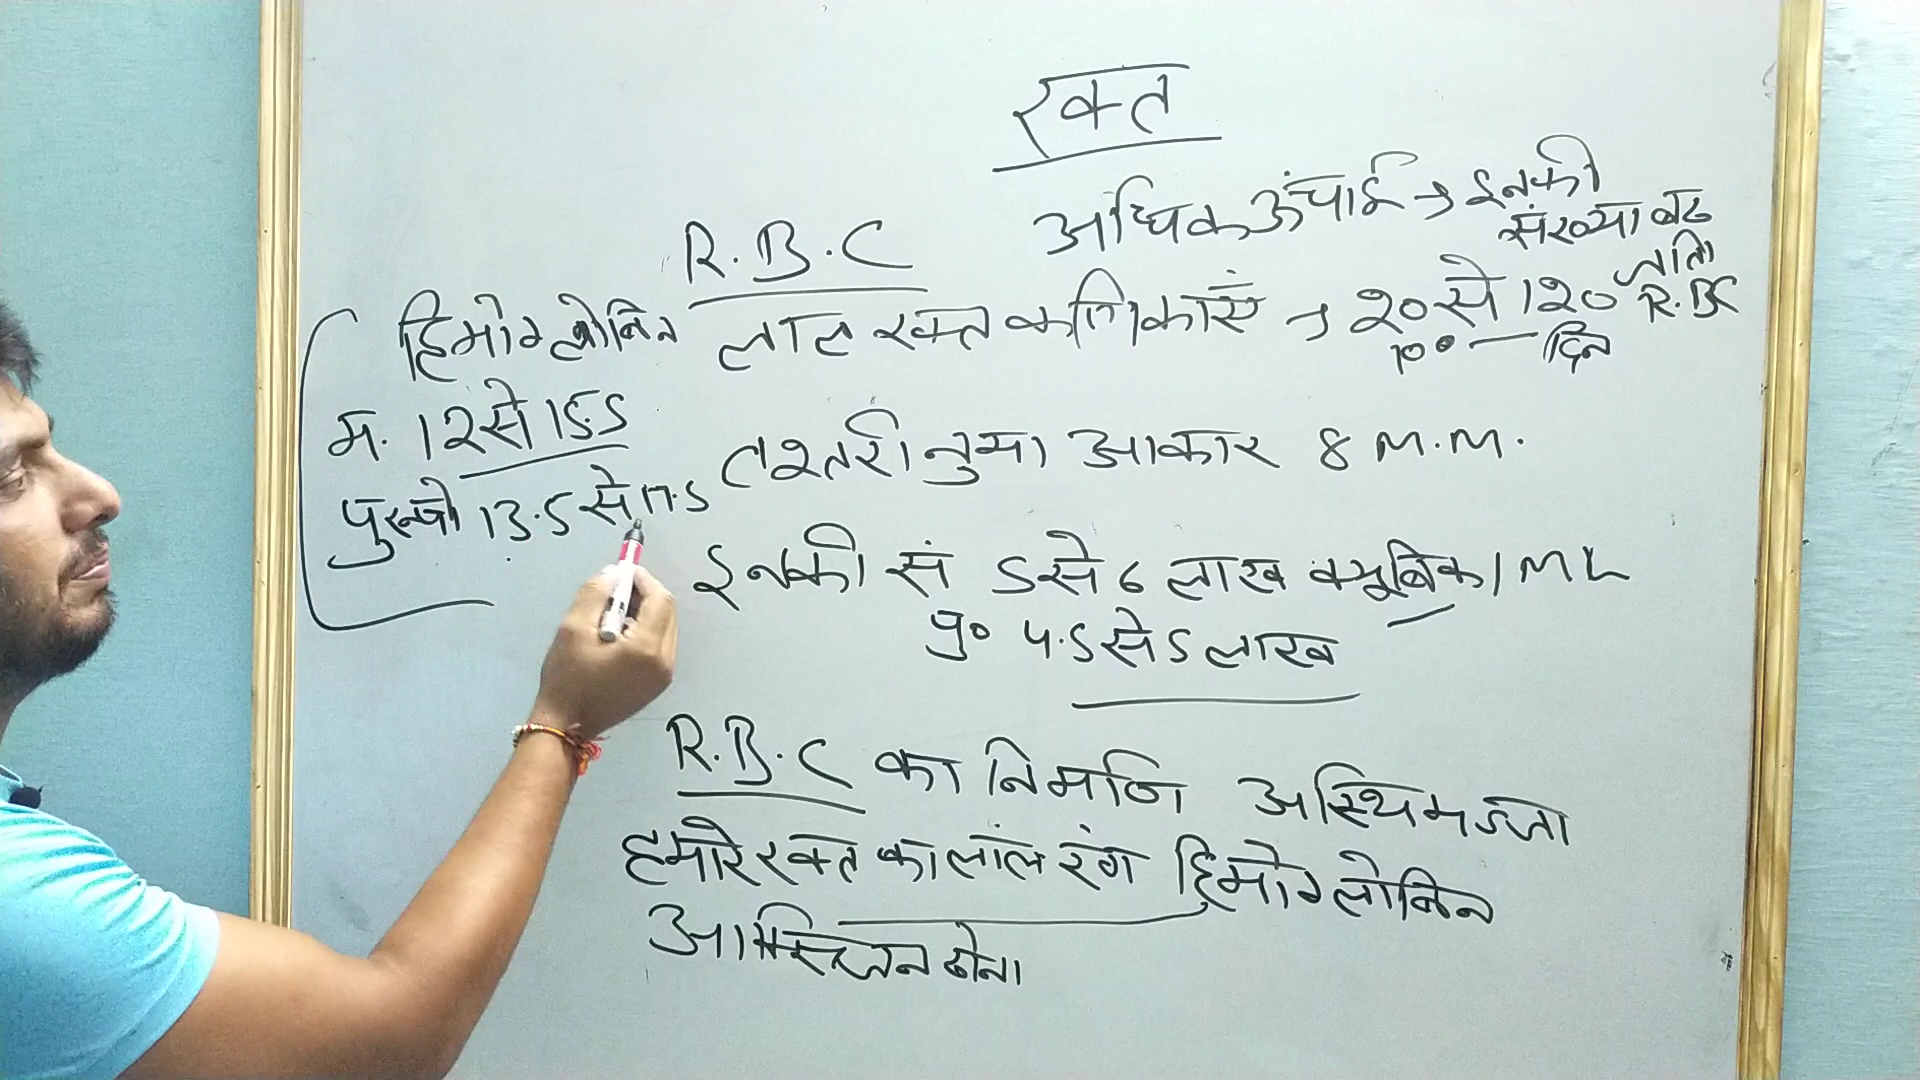 रक्त
अधिक ऊंचाई → इनकी
संख्या बढ
जाती
R.B.C
लाल रक्त कणिकाएं → 20 से 120 R.BC
100 — दिन
हिमोग्लोबिन
म. 12 से 15.5
पुरूषो 13.5 से 17.5
तश्तरीनुमा आकार 8 M.M.
इनकी सं 5 से 6 लाख क्यूबिक / ML
पु० 4.5 से 5 लाख
R.B.C का निर्माण अस्थिमज्जा
हमारे रक्त का लाल रंग हिमोग्लोबिन
आक्सिजन ढोना